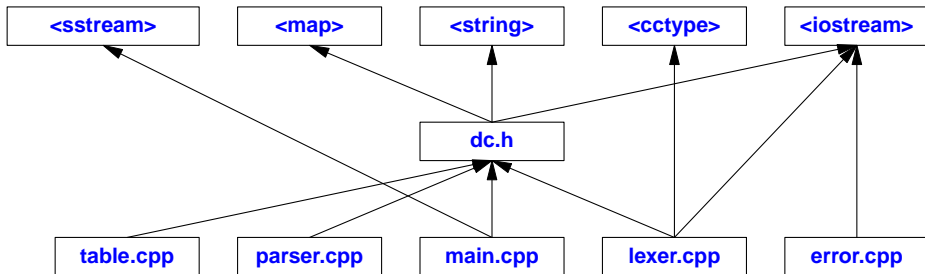 <sstream>
<map>
<string>
<cctype>
<iostream>
dc.h
table.cpp
parser.cpp
main.cpp
lexer.cpp
error.cpp